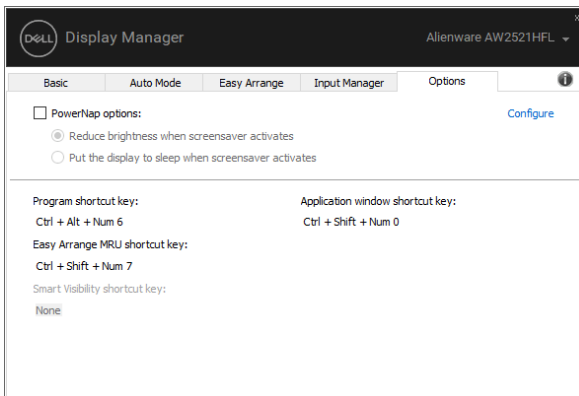 DELL Display Manager
Alienware AW2521HFL
Basic
Auto Mode
Easy Arrange
Input Manager
Options
PowerNap options:
Configure
Reduce brightness when screensaver activates
Put the display to sleep when screensaver activates
Program shortcut key:
Application window shortcut key:
Ctrl + Alt + Num 6
Ctrl + Shift + Num 0
Easy Arrange MRU shortcut key:
Ctrl + Shift + Num 7
Smart Visibility shortcut key:
None